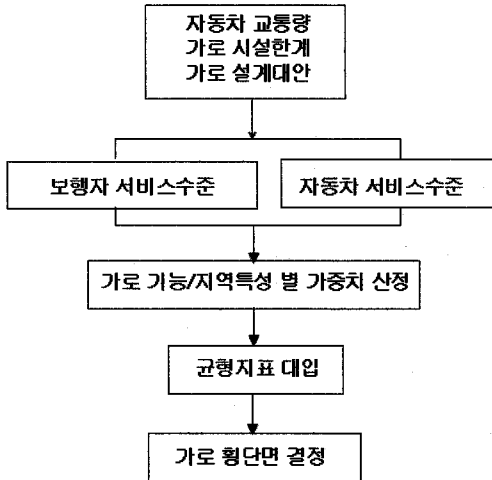 자동차 교통량
가로 시설한계
가로 설계대안
보행자 서비스수준
자동차 서비스수준
가로 기능/지역특성 별 가중치 산정
균형지표 대입
가로 횡단면 결정